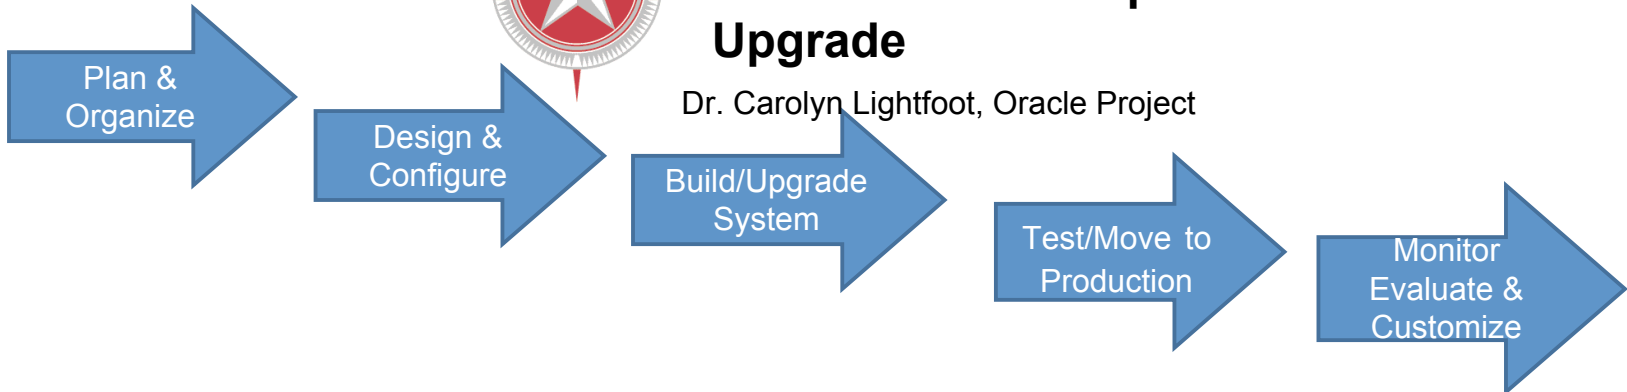 Upgrade
Dr. Carolyn Lightfoot, Oracle Project
Plan &
Organize
Design &
Configure
Build/Upgrade
System
Test/Move to
Production
Monitor
Evaluate &
Customize